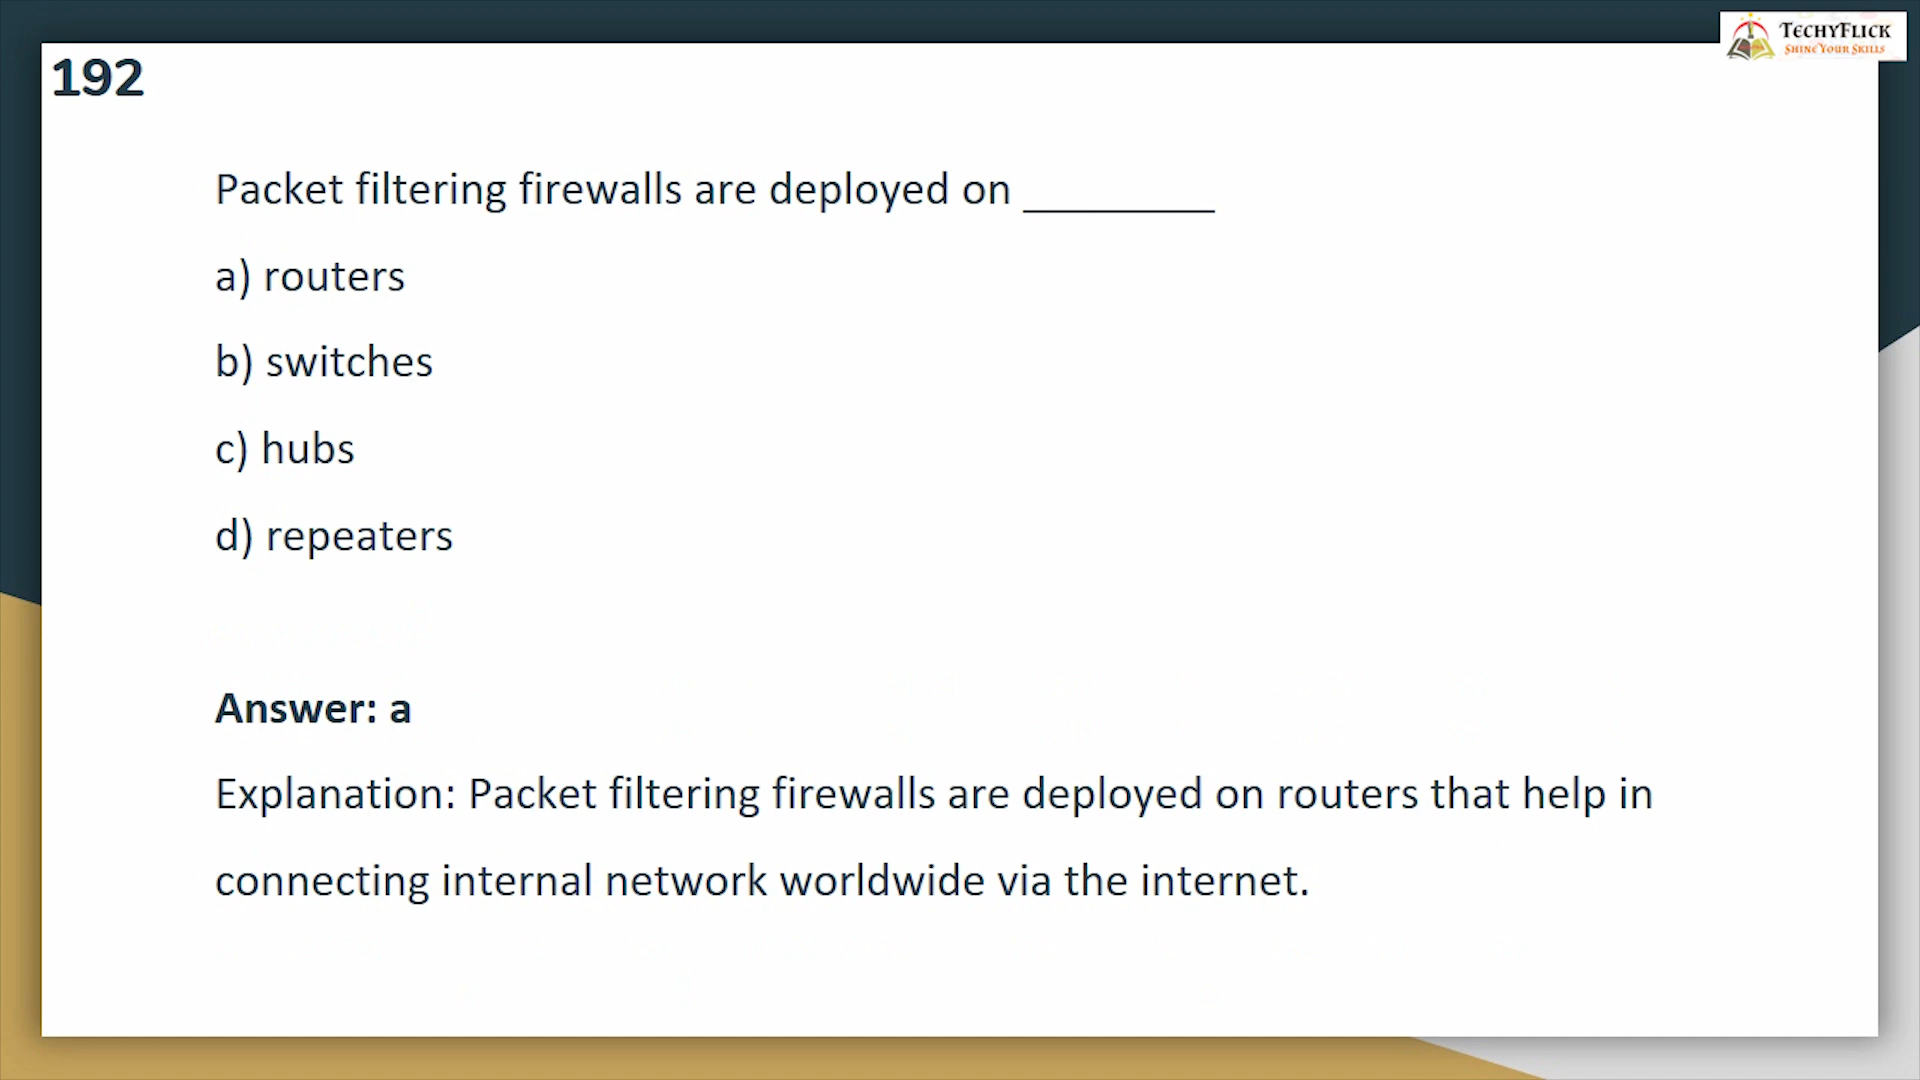 TECHYFLICK
SHINE YOUR SKILLS
192
Packet filtering firewalls are deployed on _________
a) routers
b) switches
c) hubs
d) repeaters
Answer: a
Explanation: Packet filtering firewalls are deployed on routers that help in
connecting internal network worldwide via the internet.